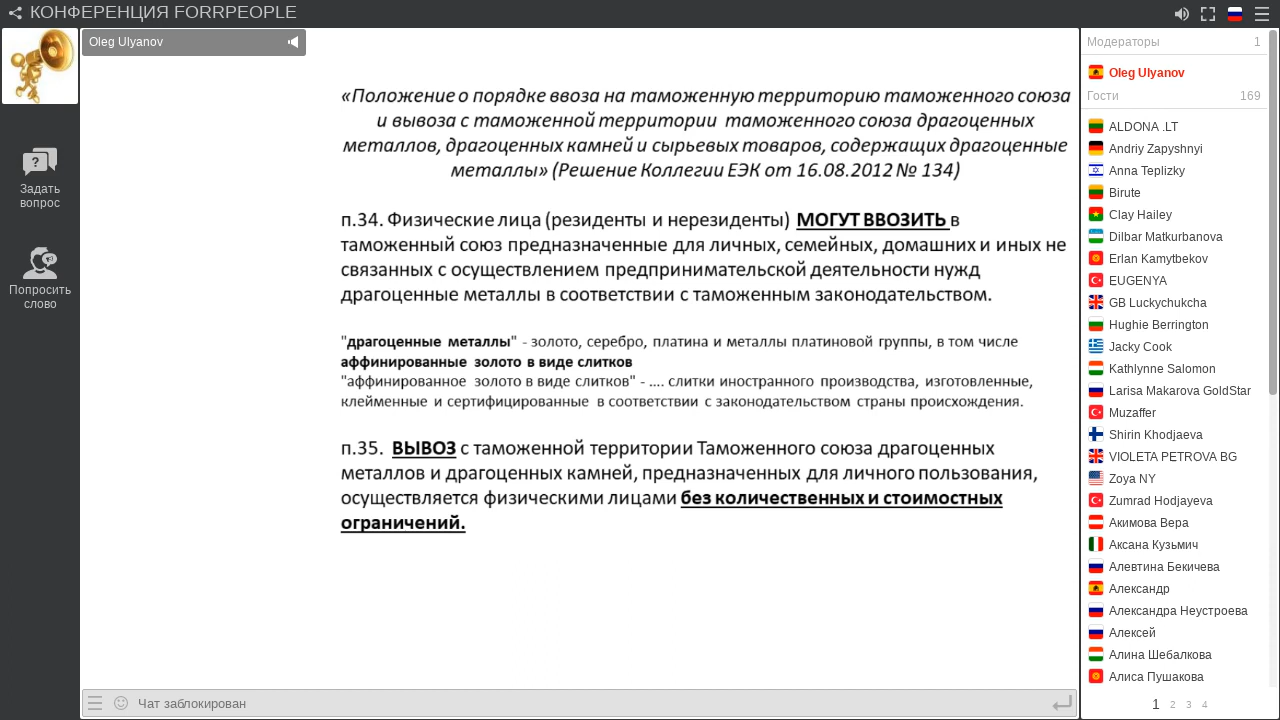 КОНФЕРЕНЦИЯ FORRPEOPLE
Oleg Ulyanov
Задать
вопрос
Попросить
слово
«Положение о порядке ввоза на таможенную территорию таможенного союза
и вывоза с таможенной территории таможенного союза драгоценных
металлов, драгоценных камней и сырьевых товаров, содержащих драгоценные
металлы» (Решение Коллегии ЕЭК от 16.08.2012 № 134)
п.34. Физические лица (резиденты и нерезиденты) МОГУТ ВВОЗИТЬ в
таможенный союз предназначенные для личных, семейных, домашних и иных не
связанных с осуществлением предпринимательской деятельности нужд
драгоценные металлы в соответствии с таможенным законодательством.
"драгоценные металлы" - золото, серебро, платина и металлы платиновой группы, в том числе
аффинированные золото в виде слитков
"аффинированное золото в виде слитков" - .... слитки иностранного производства, изготовленные,
клейменные и сертифицированные в соответствии с законодательством страны происхождения.
п.35. ВЫВОЗ с таможенной территории Таможенного союза драгоценных
металлов и драгоценных камней, предназначенных для личного пользования,
осуществляется физическими лицами без количественных и стоимостных
ограничений.
Чат заблокирован
Модераторы 1
Oleg Ulyanov
Гости 169
ALDONA .LT
Andriy Zapyshnyi
Anna Teplizky
Birute
Clay Hailey
Dilbar Matkurbanova
Erlan Kamytbekov
EUGENYA
GB Luckychukcha
Hughie Berrington
Jacky Cook
Kathlynne Salomon
Larisa Makarova GoldStar
Muzaffer
Shirin Khodjaeva
VIOLETA PETROVA BG
Zoya NY
Zumrad Hodjayeva
Акимова Вера
Аксана Кузьмич
Алевтина Бекичева
Александр
Александра Неустроева
Алексей
Алина Шебалкова
Алиса Пушакова
1 2 3 4